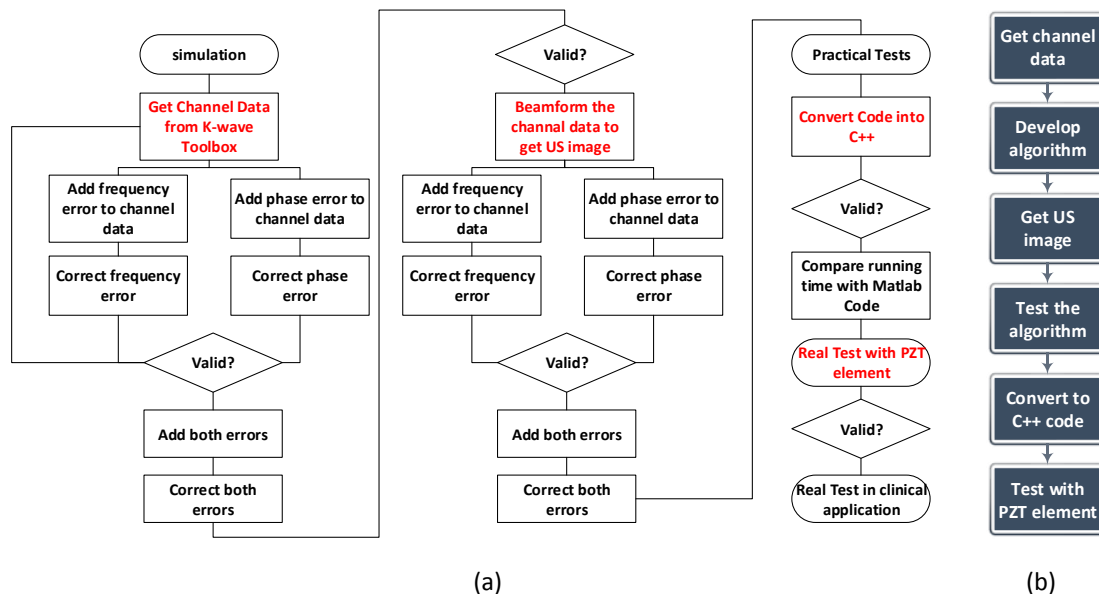 simulation
Get Channel Data
from K-wave
Toolbox
Add frequency
error to channel
data
Add phase error to
channel data
Correct frequency
error
Correct phase
error
Valid?
Add both errors
Correct both
errors
Valid?
Beamform the
channel data to
get US image
Add frequency
error to channel
data
Add phase error to
channel data
Correct frequency
error
Correct phase
error
Valid?
Add both errors
Correct both
errors
Practical Tests
Convert Code into
C++
Valid?
Compare running
time with Matlab
Code
Real Test with PZT
element
Valid?
Real Test in clinical
application
(a)
Get channel
data
Develop
algorithm
Get US
image
Test the
algorithm
Convert to
C++ code
Test with
PZT element
(b)